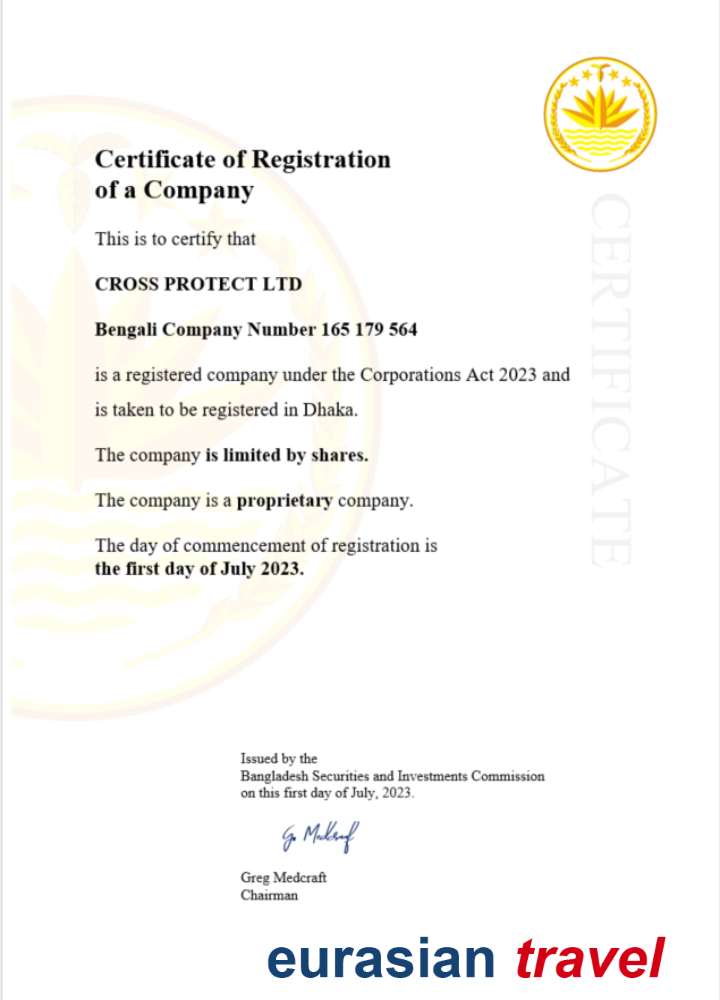 Certificate of Registration
of a Company
This is to certify that
CROSS PROTECT LTD
Bengali Company Number 165 179 564
is a registered company under the Corporations Act 2023 and
is taken to be registered in Dhaka.
The company is limited by shares.
The company is a proprietary company.
The day of commencement of registration is
the first day of July 2023.
CERTIFICATE
Issued by the
Bangladesh Securities and Investments Commission
on this first day of July, 2023.
Greg Medcraft
Chairman
eurasian travel